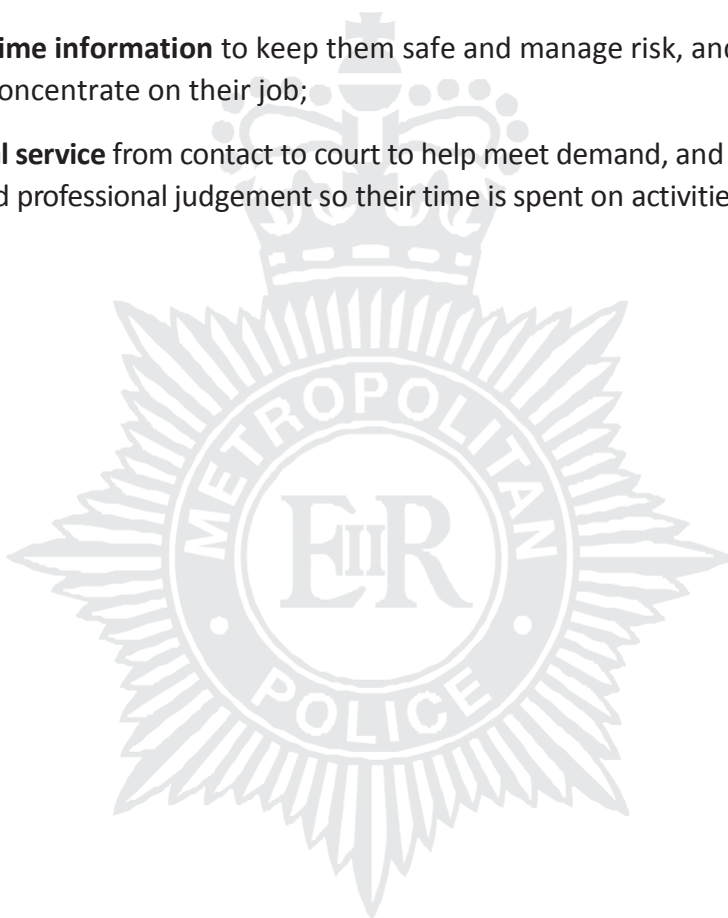 ime information to keep them safe and manage risk, and
oncentrate on their job;
l service from contact to court to help meet demand, and
d professional judgement so their time is spent on activitie
METROPOLITAN
EIIR
POLICE